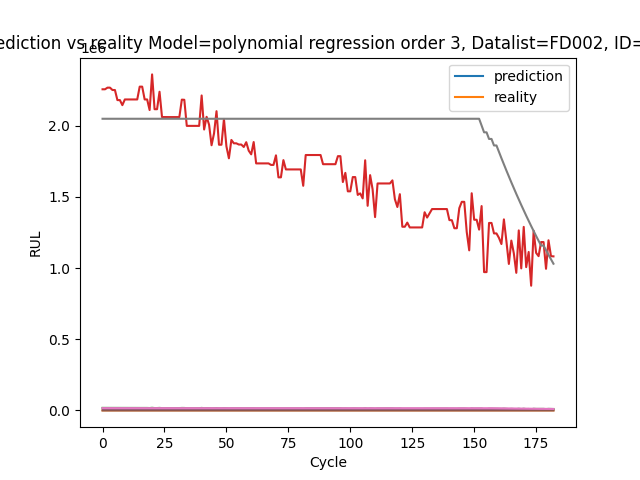 ediction vs reality Model=polynomial regression order 3, Datalist=FD002, ID=
1e6
prediction
reality
2.0
1.5
1.0
0.5
0.0
RUL
0
25
50
75
100
125
150
175
Cycle